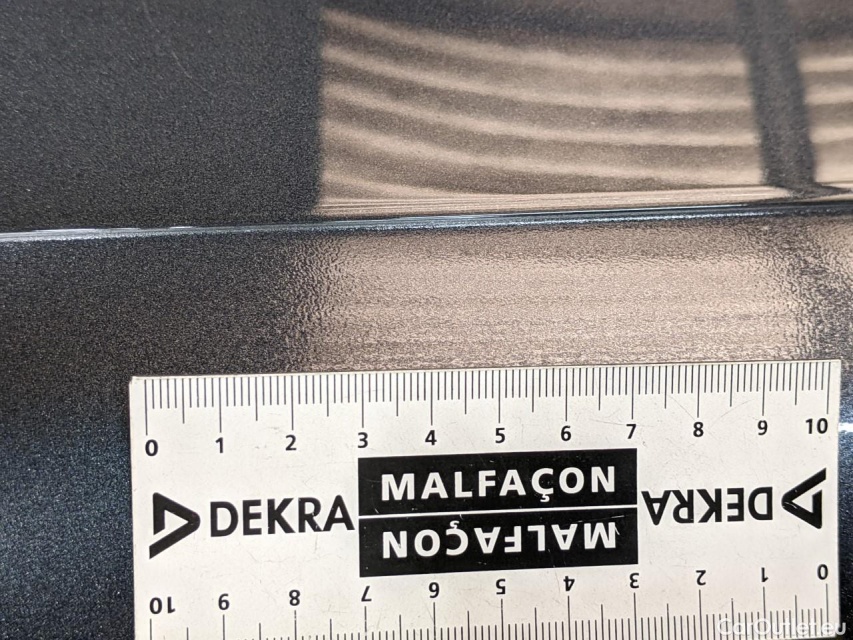 0 1 2 3 4 5 6 7 8 9 10
DEKRA MALFAÇON DEKRA
MALFAÇON
10 9 8 7 6 5 4 3 2 1 0
CarOutlet.eu